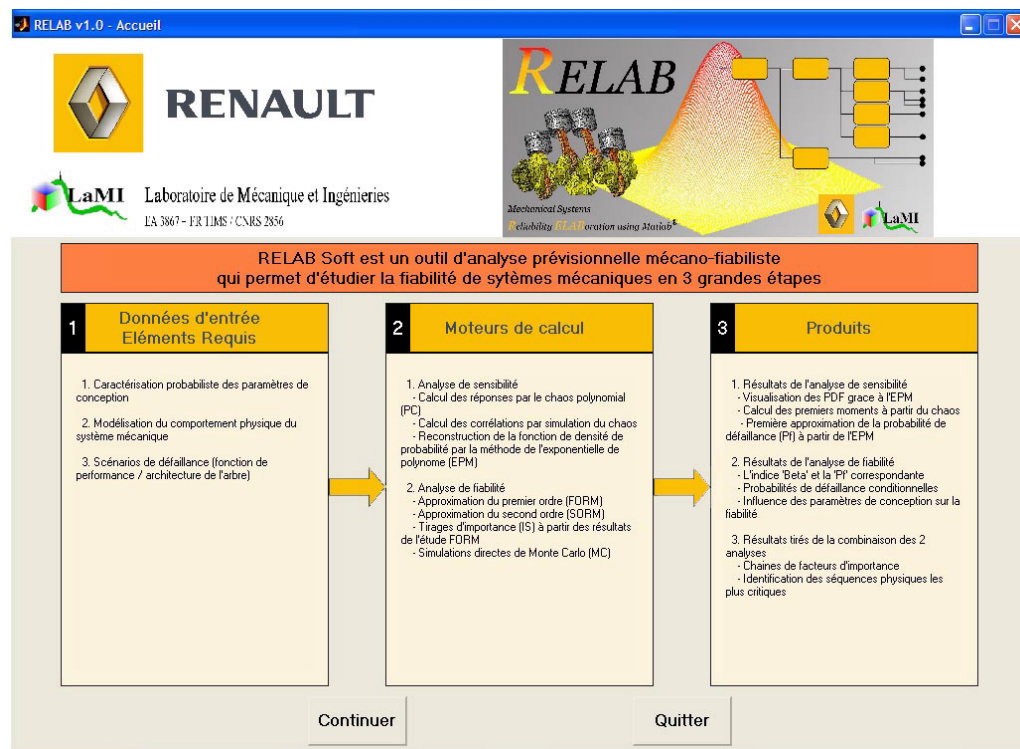 RELAB v1.0 - Accueil
RENAULT
LaMI
Laboratoire de Mécanique et Ingénieries
EA 3867 - FR TIMS / CNRS 2856
RELAB
Mechanical Systems
Reliability ELABoration using Matlab
LaMI
RELAB Soft est un outil d'analyse prévisionnelle mécano-fiabiliste
qui permet d'étudier la fiabilité de sytèmes mécaniques en 3 grandes étapes
1
Données d'entrée
Eléments Requis
1. Caractérisation probabiliste des paramètres de
conception
2. Modélisation du comportement physique du
système mécanique
3. Scénarios de défaillance (fonction de
performance / architecture de l'arbre)
2
Moteurs de calcul
1. Analyse de sensibilité
- Calcul des réponses par le chaos polynomial
(PC)
- Calcul des corrélations par simulation du chaos
- Reconstruction de la fonction de densité de
probabilité par la méthode de l'exponentielle de
polynome (EPM)
2. Analyse de fiabilité
- Approximation du premier ordre (FORM)
- Approximation du second ordre (SORM)
- Tirages d'importance (IS) à partir des résultats
de l'étude FORM
- Simulations directes de Monte Carlo (MC)
3
Produits
1. Résultats de l'analyse de sensibilité
- Visualisation des PDF grace à l'EPM
- Calcul des premiers moments à partir du chaos
- Première approximation de la probabilité de
défaillance (Pf) à partir de l'EPM
2. Résultats de l'analyse de fiabilité
- L'indice 'Beta' et la 'Pf' correspondante
- Probabilités de défaillance conditionnelles
- Influence des paramètres de conception sur la
fiabilité
3. Résultats tirés de la combinaison des 2
analyses
- Chaines de facteurs d'importance
- Identification des séquences physiques les
plus critiques
Continuer
Quitter